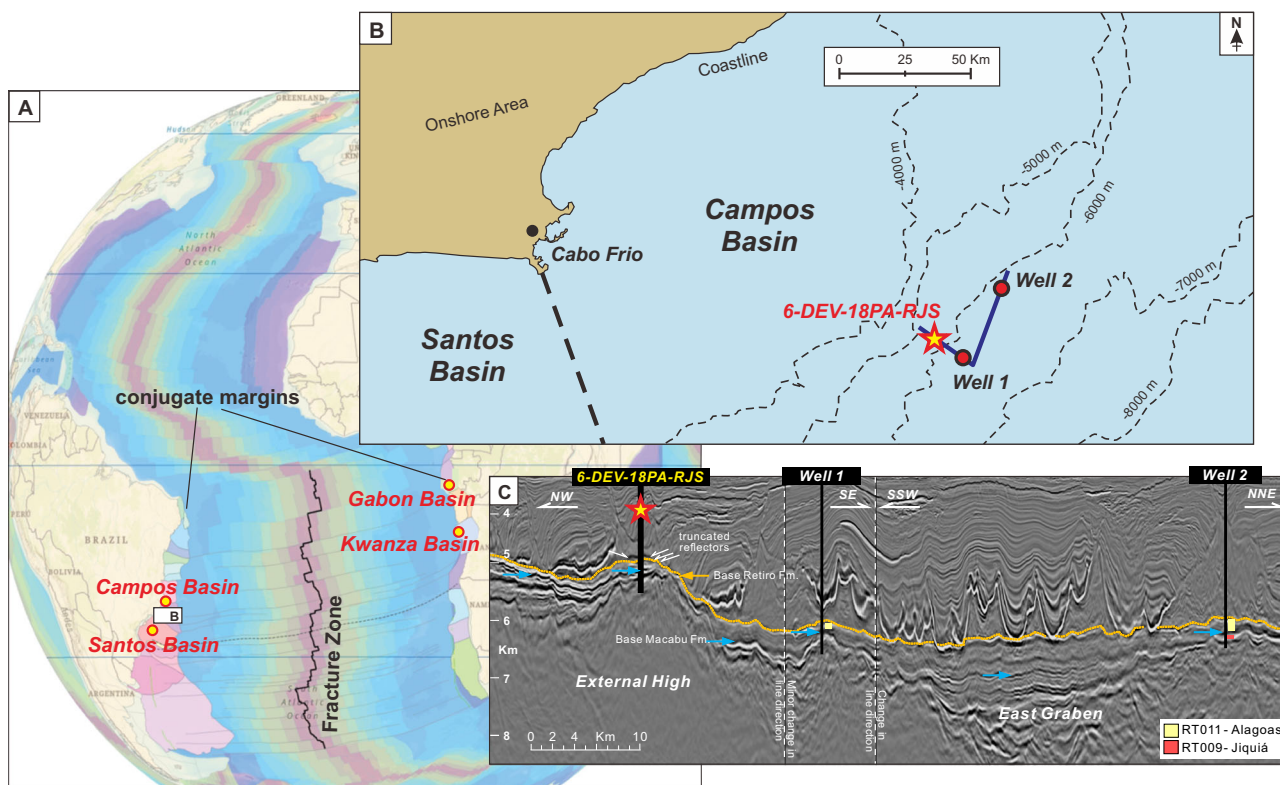 A
GREENLAND
North
Atlantic
Ocean
VENEZUELA
COLOMBIA
PERÚ
BRAZIL
BOLIVIA
ARGENTINA
conjugate margins
Gabon Basin
Kwanza Basin
Campos Basin
B
Santos Basin
Fracture Zone
B
N
0 25 50 Km
Coastline
Onshore Area
Cabo Frio
Campos
Basin
Santos
Basin
-4000 m
-5000 m
-6000 m
-7000 m
-8000 m
Well 2
6-DEV-18PA-RJS
Well 1
C
6-DEV-18PA-RJS
Well 1
Well 2
NW
SE
SSW
NNE
4
5
6
Km
7
8
truncated
reflectors
Base Retiro Fm.
Base Macabu Fm.
External High
East Graben
Minor change in
line direction
Change in
line direction
0 2 4 6 Km 10
RT011- Alagoas
RT009- Jiquiá